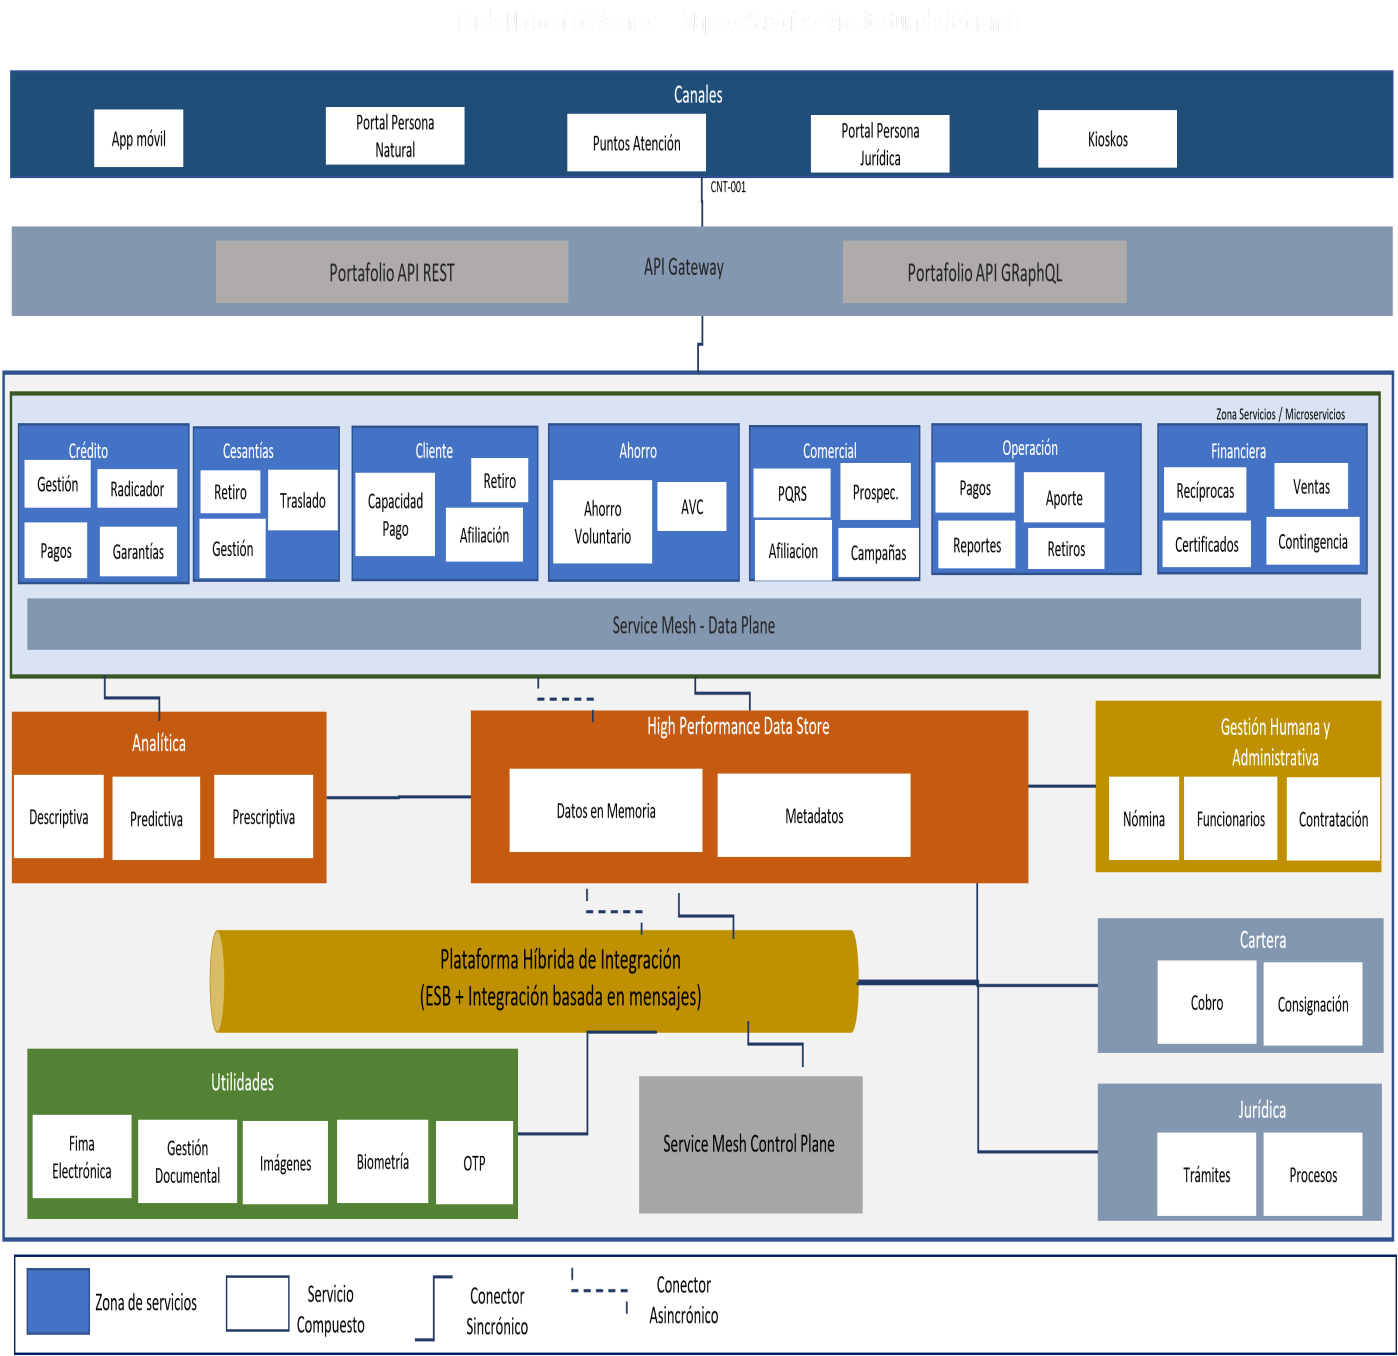 Canales
App móvil
Portal Persona
Natural
Puntos Atención
Portal Persona
Jurídica
Kioskos
CNT-001
Portafolio API REST
API Gateway
Portafolio API GRaphQL
Zona Servicios / Microservicios
Crédito
Gestión
Radicador
Pagos
Garantías
Cesantías
Retiro
Traslado
Gestión
Cliente
Capacidad
Pago
Retiro
Afiliación
Ahorro
Ahorro
Voluntario
AVC
Comercial
PQRS
Prospec.
Afiliacion
Campañas
Operación
Pagos
Aporte
Reportes
Retiros
Financiera
Recíprocas
Ventas
Certificados
Contingencia
Service Mesh - Data Plane
Analítica
Descriptiva
Predictiva
Prescriptiva
High Performance Data Store
Datos en Memoria
Metadatos
Gestión Humana y
Administrativa
Nómina
Funcionarios
Contratación
Plataforma Híbrida de Integración
(ESB + Integración basada en mensajes)
Cartera
Cobro
Consignación
Utilidades
Fima
Electrónica
Gestión
Documental
Imágenes
Biometría
OTP
Service Mesh Control Plane
Jurídica
Trámites
Procesos
Zona de servicios
Servicio
Compuesto
Conector
Sincrónico
Conector
Asincrónico